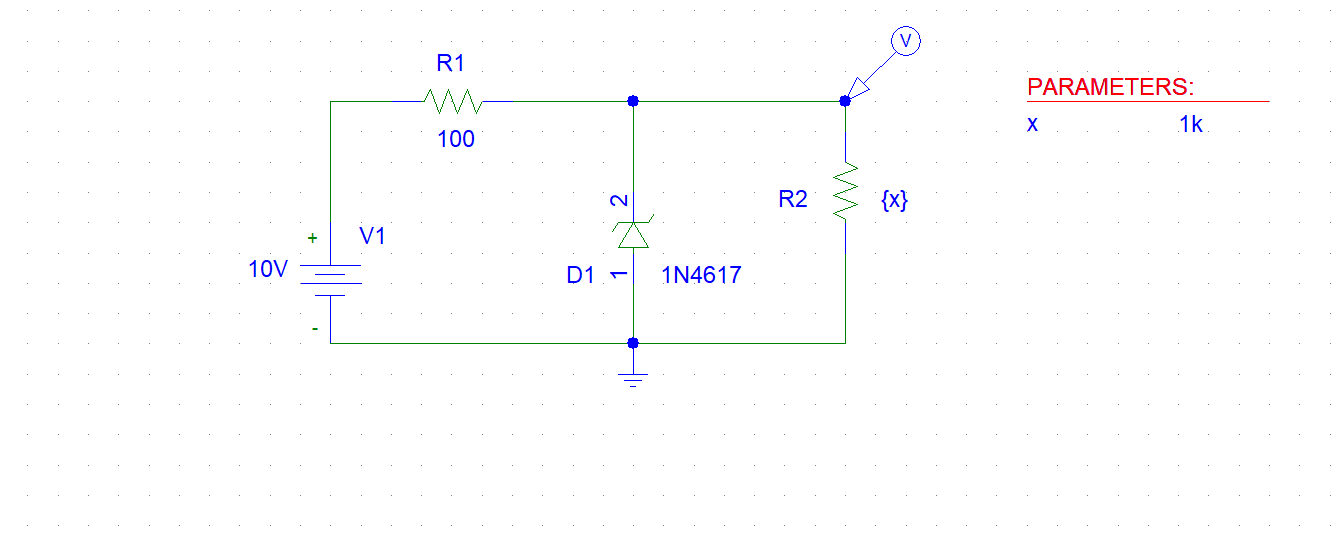 V
R1
PARAMETERS:
x 1k
100
2
R2 {x}
+ V1
10V
D1 1 1N4617
-